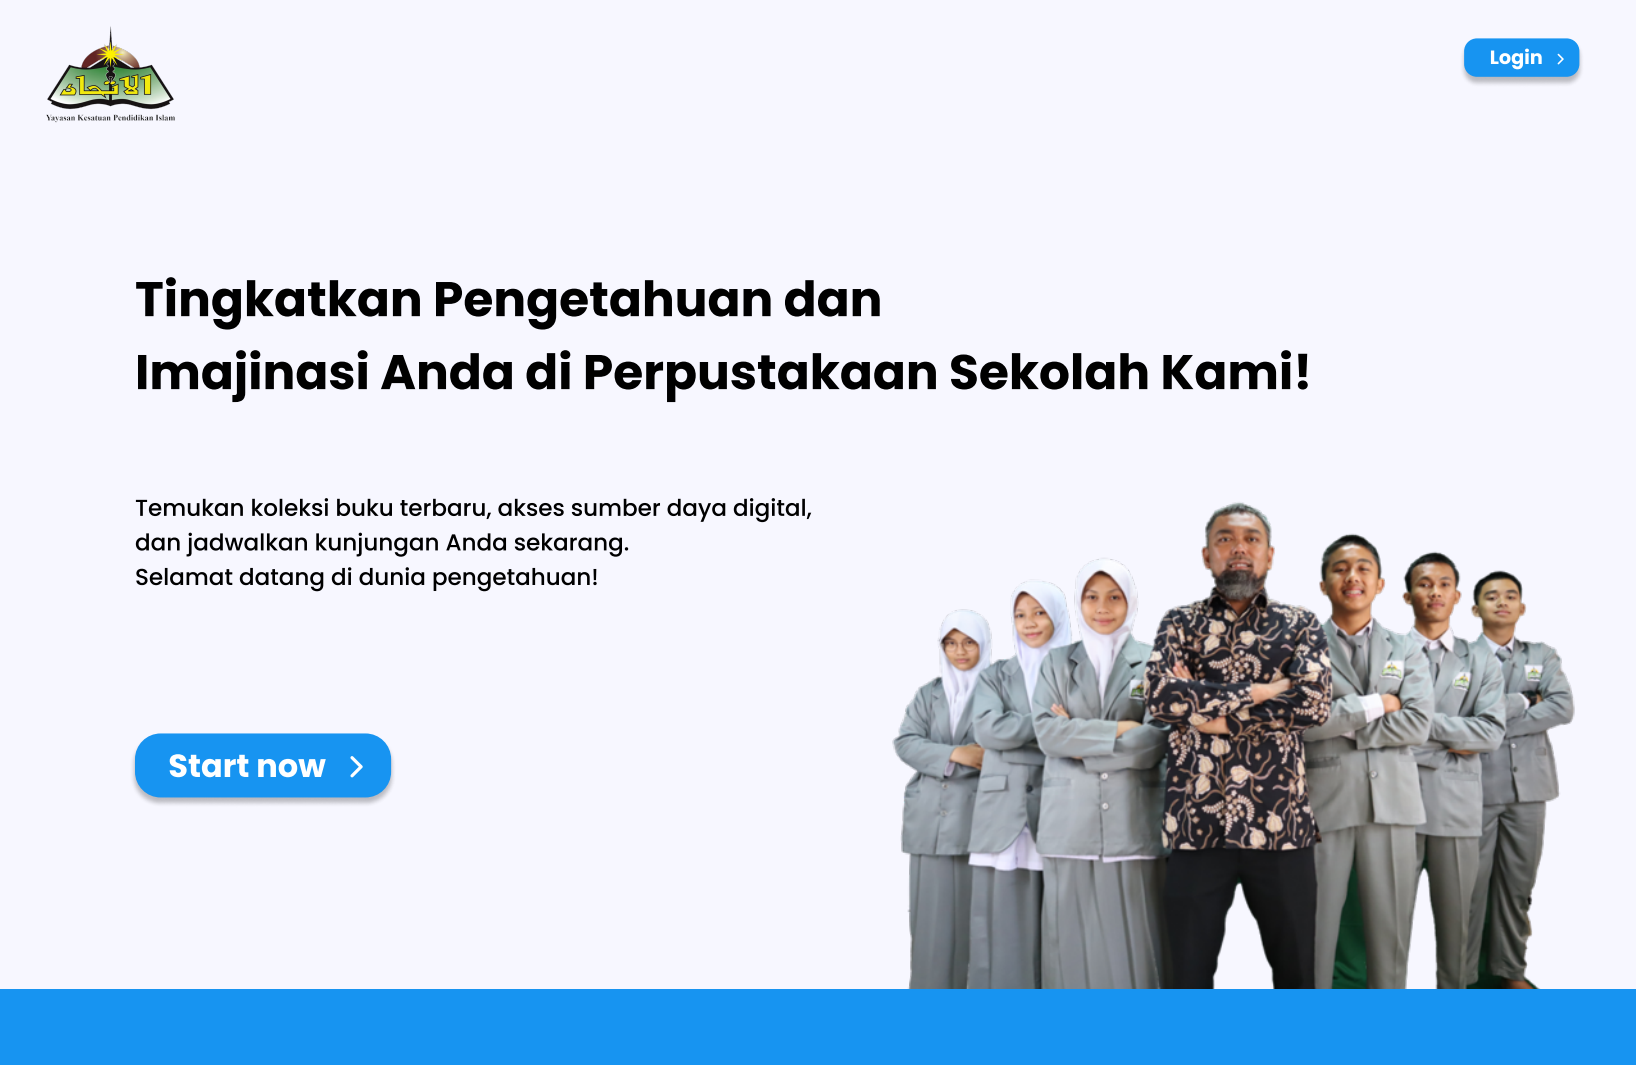 الاتحاد
Yayasan Kesatuan Pendidikan Islam
Login
Tingkatkan Pengetahuan dan
Imajinasi Anda di Perpustakaan Sekolah Kami!
Temukan koleksi buku terbaru, akses sumber daya digital,
dan jadwalkan kunjungan Anda sekarang.
Selamat datang di dunia pengetahuan!
Start now